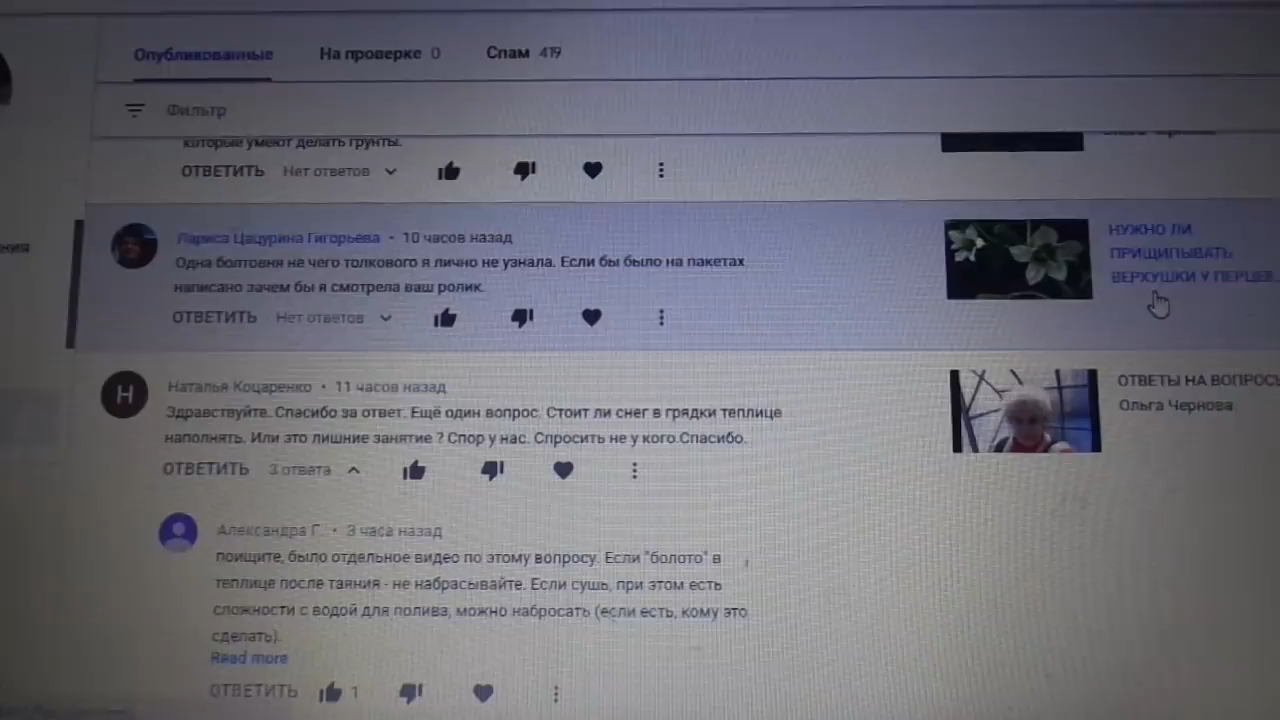 Опубликованные На проверке 0 Спам 419
Фильтр
которые умеют делать грунты.
ОТВЕТИТЬ Нет ответов
Лариса Цацурина Гигорьева • 10 часов назад
Одна болтовня не чего толкового я лично не узнала. Если бы было на пакетах
написано зачем бы я смотрела ваш ролик.
ОТВЕТИТЬ Нет ответов
НУЖНО ЛИ
ПРИЩИПЫВАТЬ
ВЕРХУШКИ У ПЕРЦЕВ
Наталья Коцаренко • 11 часов назад
Здравствуйте. Спасибо за ответ. Ещё один вопрос. Стоит ли снег в грядки теплице
наполнять. Или это лишние занятие ? Спор у нас. Спросить не у кого.Спасибо.
ОТВЕТИТЬ 3 ответа
ОТВЕТЫ НА ВОПРОСЫ
Ольга Чернова
Александра Г. • 3 часа назад
поищите, было отдельное видео по этому вопросу. Если "болото" в
теплице после таяния - не набрасывайте. Если сушь, при этом есть
сложности с водой для полива, можно набросать (если есть, кому это
сделать).
Read more
ОТВЕТИТЬ 1